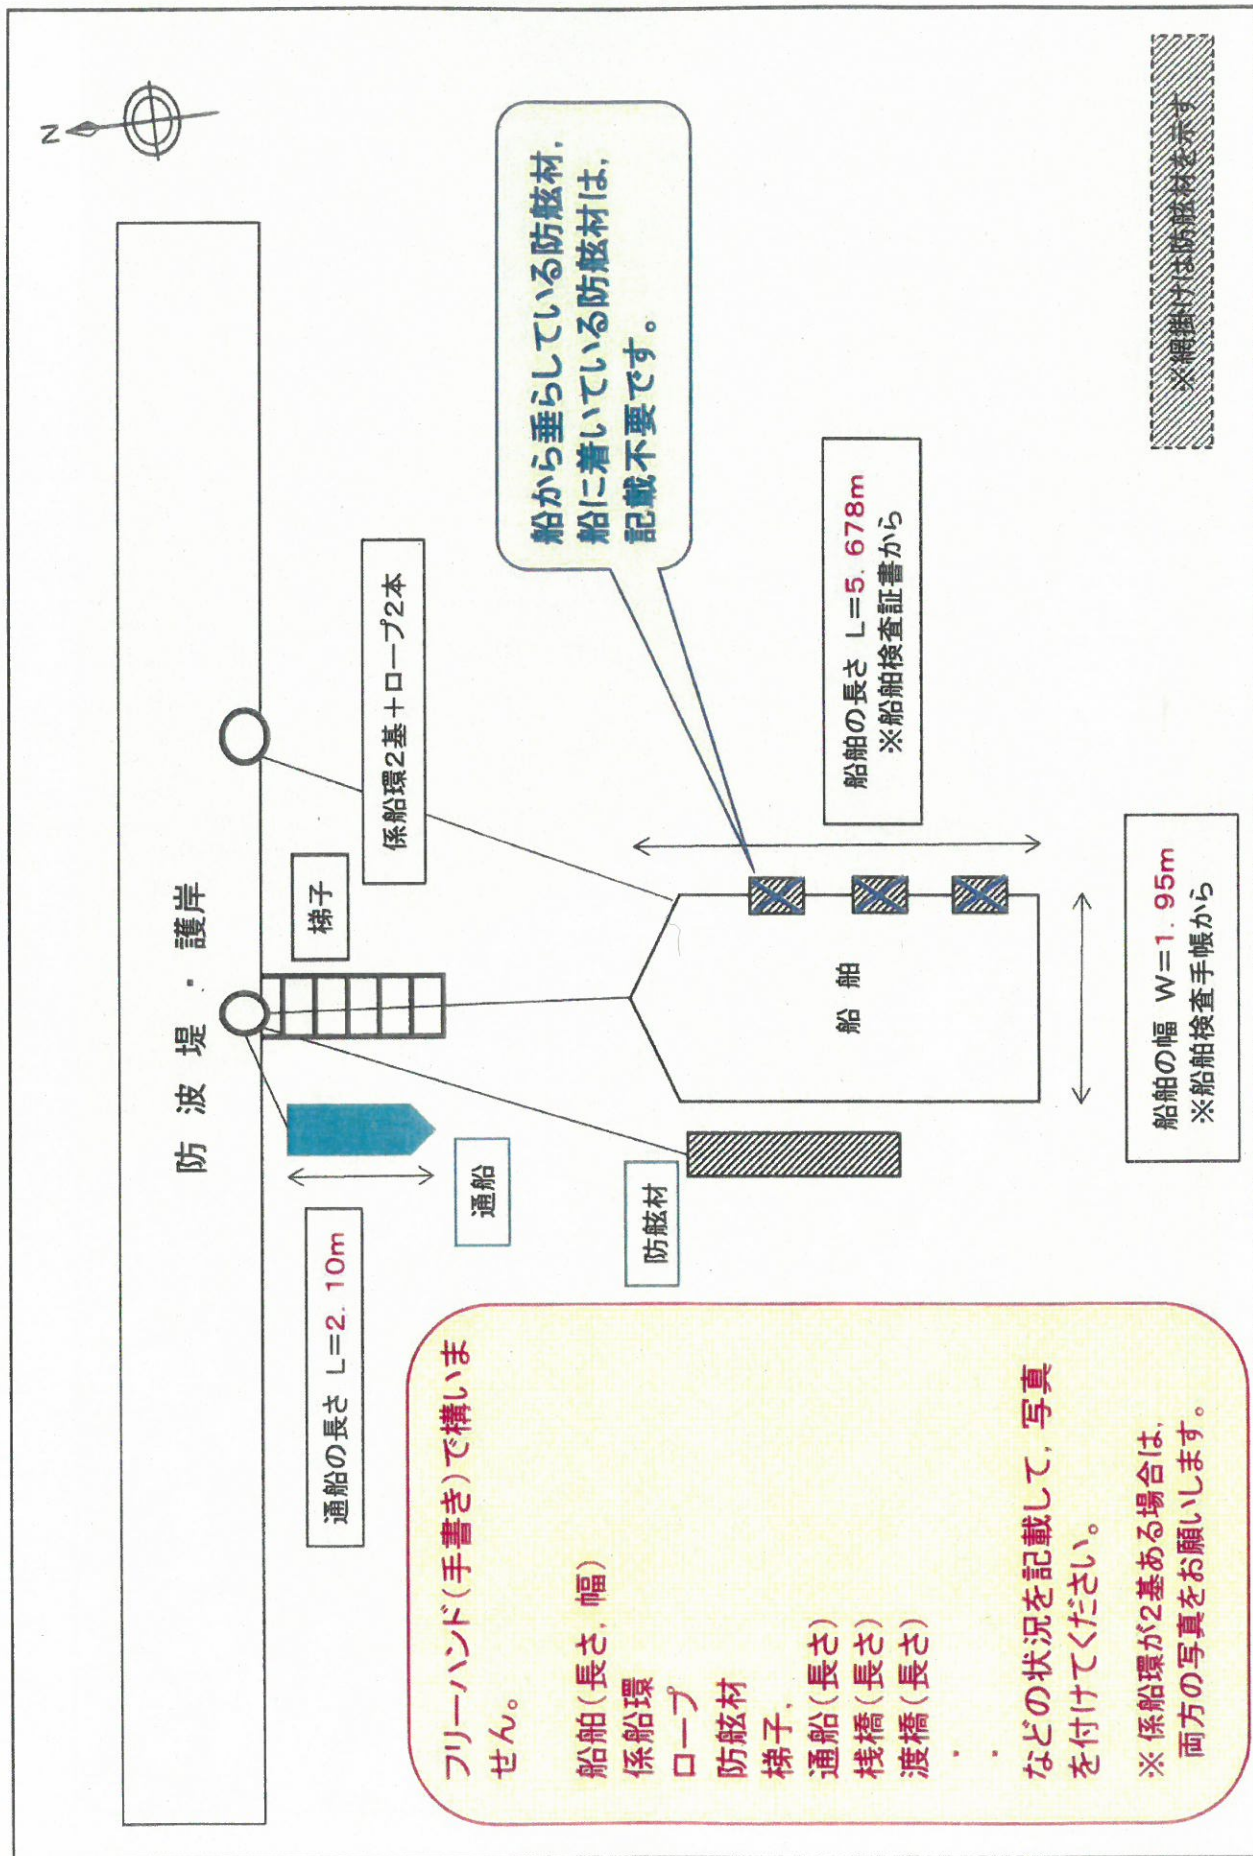 N
防波堤・護岸
梯子
係船環2基+ロープ2本
船から垂らしている防舷材,
船に着いている防舷材は,
記載不要です。
通船の長さ L=2.10m
通船
防舷材
船舶
船舶の長さ L=5.678m
※船舶検査証書から
船舶の幅 W=1.95m
※船舶検査手帳から
※網掛けは防舷材を示す
フリーハンド(手書き)で構いま
せん。
船舶(長さ,幅)
係船環
ロープ
防舷材
梯子,
通船(長さ)
桟橋(長さ)
渡橋(長さ)
・
・
などの状況を記載して,写真
を付けてください。
※係船環が2基ある場合は,
両方の写真をお願いします。